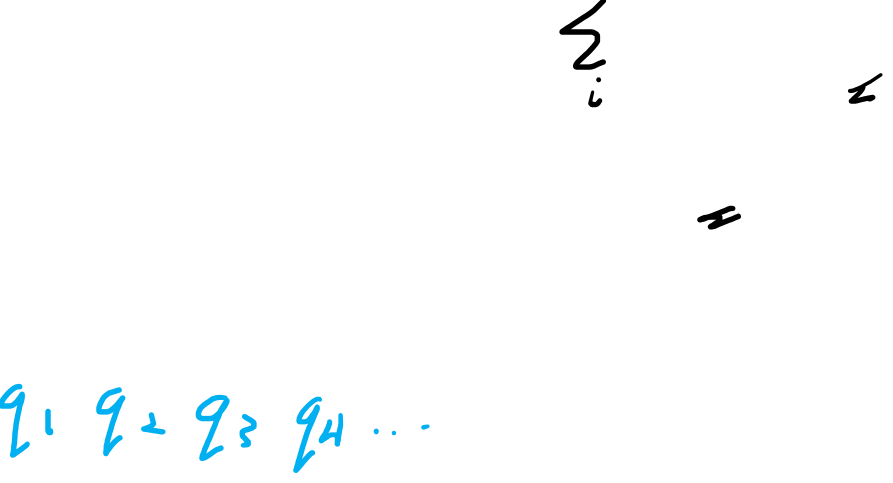 Σ
i
=
q1 q2 q3 q4 ...